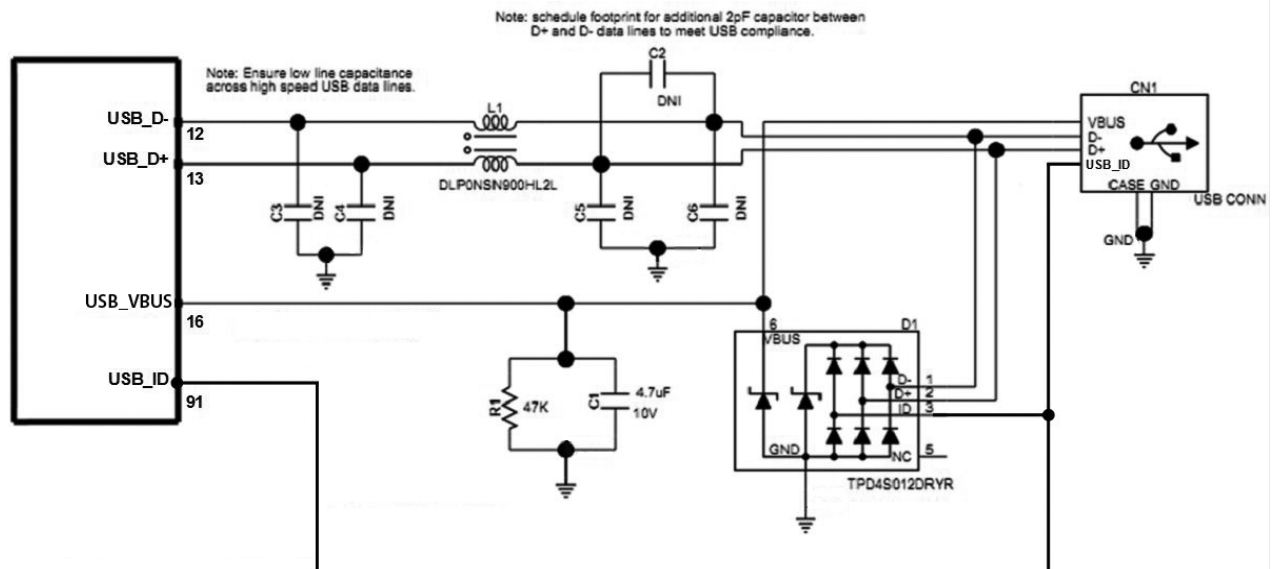 Note: schedule footprint for additional 2pF capacitor between
D+ and D- data lines to meet USB compliance.
C2
DNI
Note: Ensure low line capacitance
across high speed USB data lines.
L1
CN1
USB_D-
12
VBUS
D-
D+
USB_ID
USB_D+
13
DLP0NSN900HL2L
CASE GND
USB CONN
C3
DNI
C4
DNI
C5
DNI
C6
DNI
GND
USB_VBUS
16
6
VBUS
D1
USB_ID
91
R1
47K
C1
4.7uF
10V
D-
1
D+
2
ID
3
GND
NC
5
TPD4S012DRYR